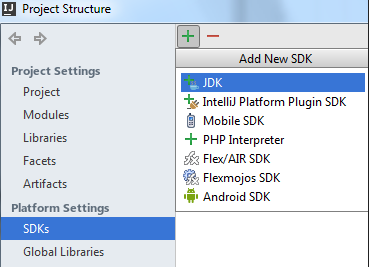 IJ Project Structure
Add New SDK
Project Settings
Project
Modules
Libraries
Facets
Artifacts
Platform Settings
SDKs
Global Libraries
JDK
IntelliJ Platform Plugin SDK
Mobile SDK
PHP Interpreter
Flex/AIR SDK
Flexmojos SDK
Android SDK